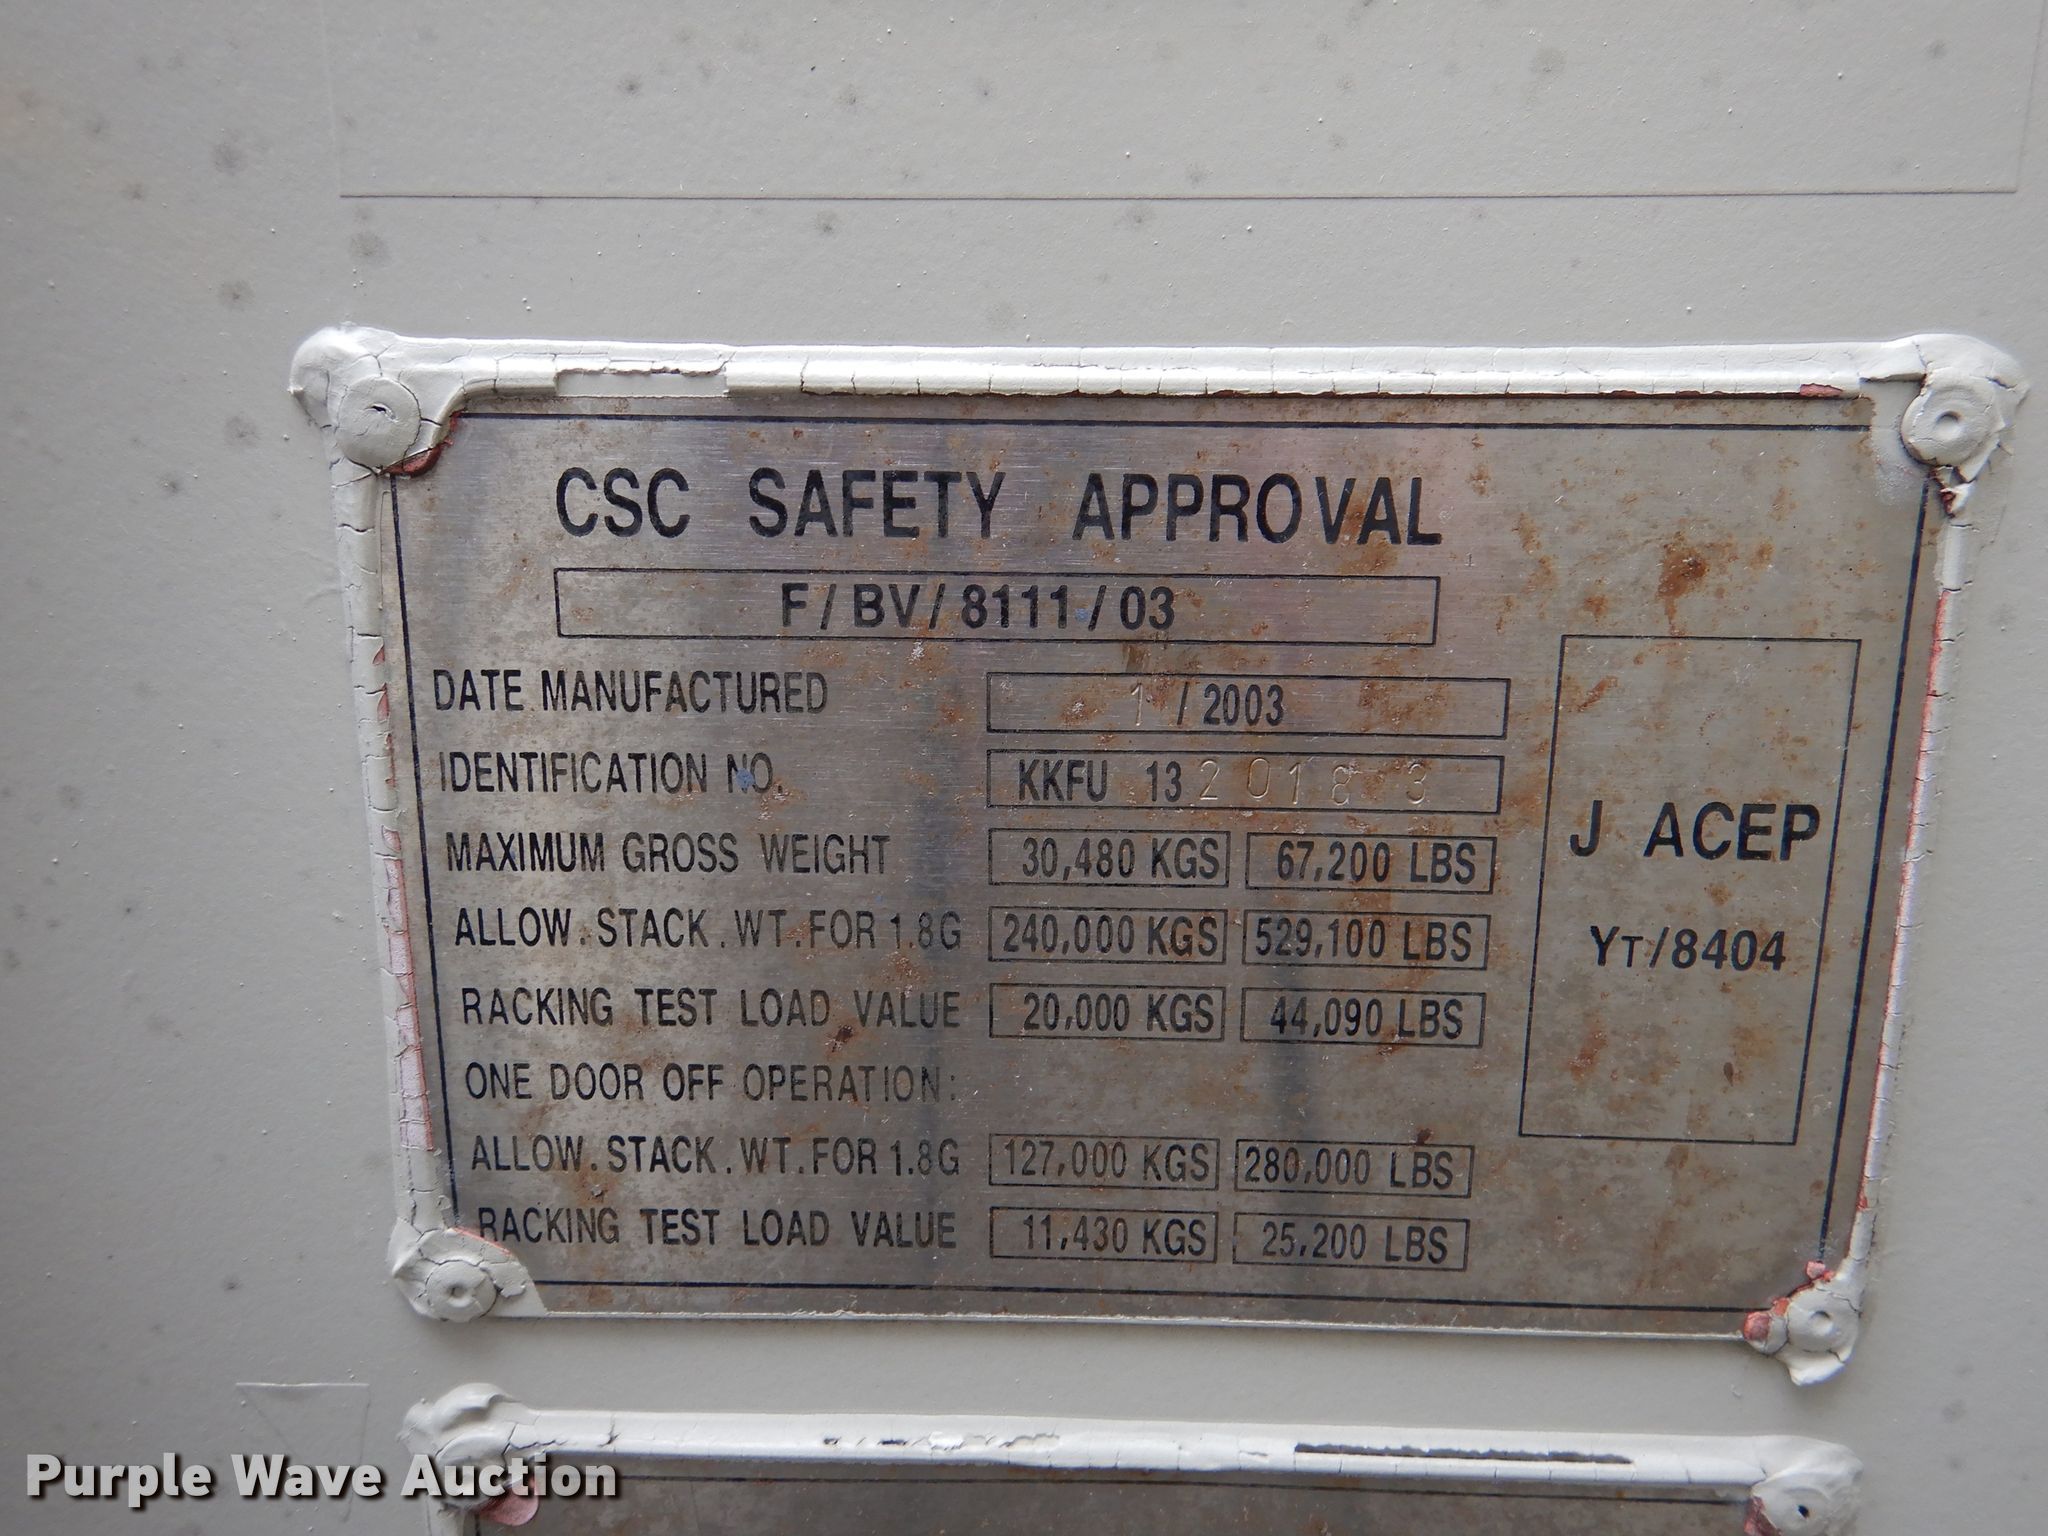 CSC SAFETY APPROVAL
F/BV/8111/03
DATE MANUFACTURED 1 / 2003
IDENTIFICATION NO. KKFU 132018 3
MAXIMUM GROSS WEIGHT 30,480 KGS 67,200 LBS
ALLOW. STACK. WT. FOR 1.8G 240,000 KGS 529,100 LBS
RACKING TEST LOAD VALUE 20,000 KGS 44,090 LBS
ONE DOOR OFF OPERATION:
ALLOW. STACK. WT. FOR 1.8G 127,000 KGS 280,000 LBS
RACKING TEST LOAD VALUE 11,430 KGS 25,200 LBS
J ACEP
YT/8404
Purple Wave Auction